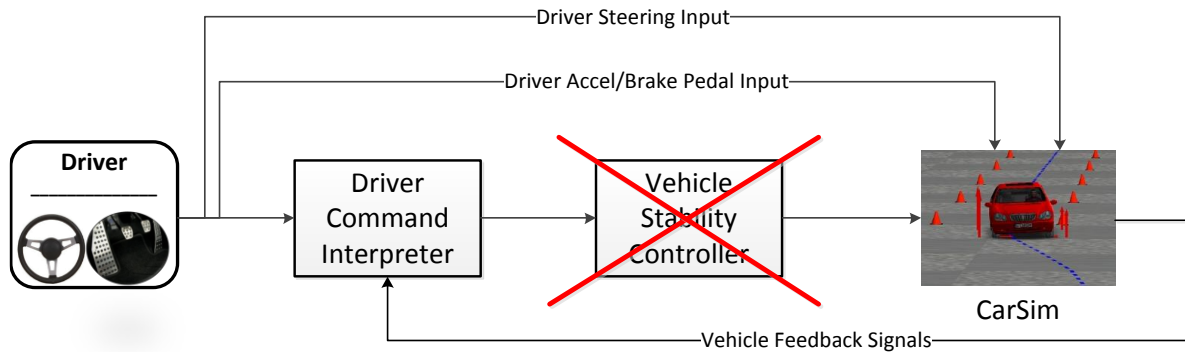 Driver Steering Input
Driver Accel/Brake Pedal Input
Driver
Driver
Command
Interpreter
Vehicle
Stability
Controller
CarSim
Vehicle Feedback Signals